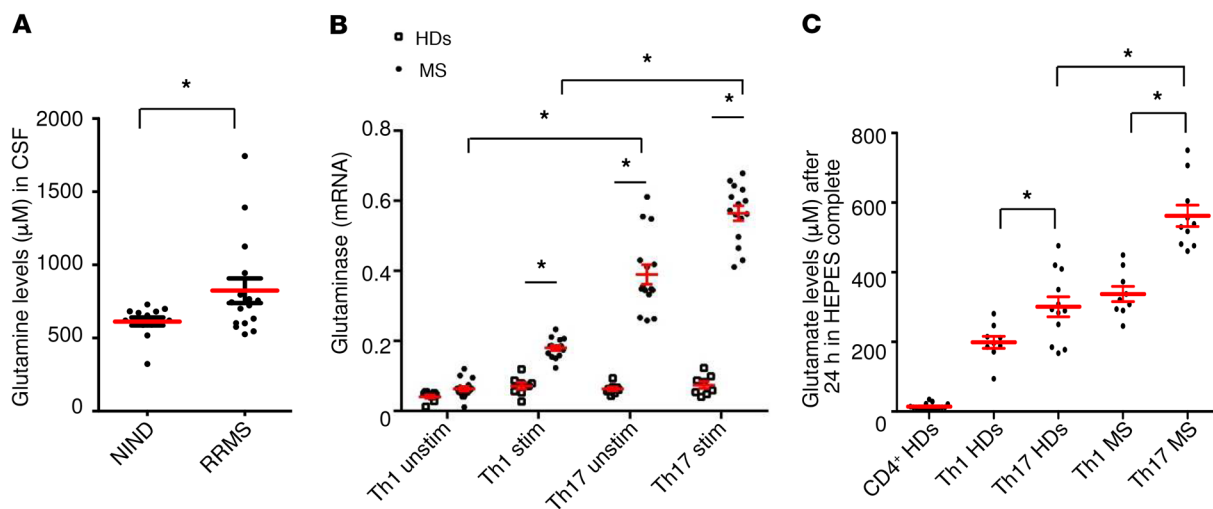 A
Glutamine levels (μM) in CSF
2000
1500
1000
500
0
*
NIND
RRMS
B
HDs
MS
Glutaminase (mRNA)
0.8
0.6
0.4
0.2
0
*
*
*
*
*
Th1 unstim
Th1 stim
Th17 unstim
Th17 stim
C
Glutamate levels (μM) after
24 h in HEPES complete
800
600
400
200
0
*
*
*
CD4⁺ HDs
Th1 HDs
Th17 HDs
Th1 MS
Th17 MS